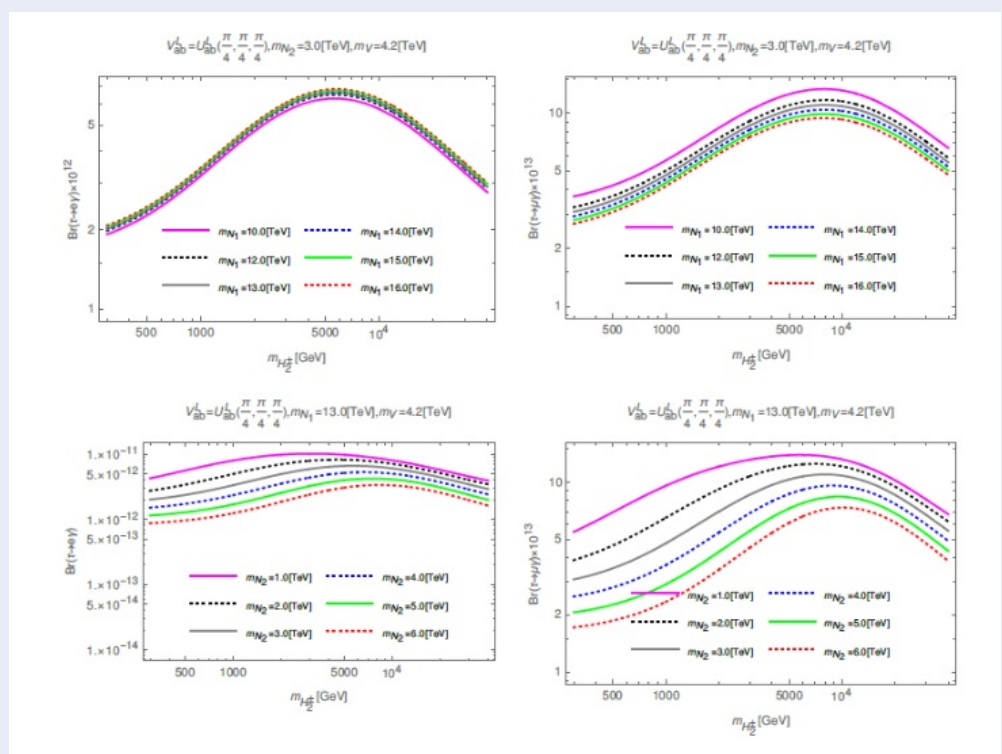 V^L_ab=U^L_ab(π/4,π/4,π/4),m_N2=3.0[TeV],m_V=4.2[TeV]
Br(τ→eγ)×10^12
5
2
1
m_N1=10.0[TeV] m_N1=14.0[TeV]
m_N1=12.0[TeV] m_N1=15.0[TeV]
m_N1=13.0[TeV] m_N1=16.0[TeV]
500 1000 5000 10^4
m_H2±[GeV]
V^L_ab=U^L_ab(π/4,π/4,π/4),m_N2=3.0[TeV],m_V=4.2[TeV]
Br(τ→μγ)×10^13
10
5
2
1
m_N1=10.0[TeV] m_N1=14.0[TeV]
m_N1=12.0[TeV] m_N1=15.0[TeV]
m_N1=13.0[TeV] m_N1=16.0[TeV]
500 1000 5000 10^4
m_H2±[GeV]
V^L_ab=U^L_ab(π/4,π/4,π/4),m_N1=13.0[TeV],m_V=4.2[TeV]
Br(τ→eγ)
1.×10^-11
5.×10^-12
1.×10^-12
5.×10^-13
1.×10^-13
5.×10^-14
1.×10^-14
m_N2=1.0[TeV] m_N2=4.0[TeV]
m_N2=2.0[TeV] m_N2=5.0[TeV]
m_N2=3.0[TeV] m_N2=6.0[TeV]
500 1000 5000 10^4
m_H2±[GeV]
V^L_ab=U^L_ab(π/4,π/4,π/4),m_N1=13.0[TeV],m_V=4.2[TeV]
Br(τ→μγ)×10^13
10
5
2
1
m_N2=1.0[TeV] m_N2=4.0[TeV]
m_N2=2.0[TeV] m_N2=5.0[TeV]
m_N2=3.0[TeV] m_N2=6.0[TeV]
500 1000 5000 10^4
m_H2±[GeV]